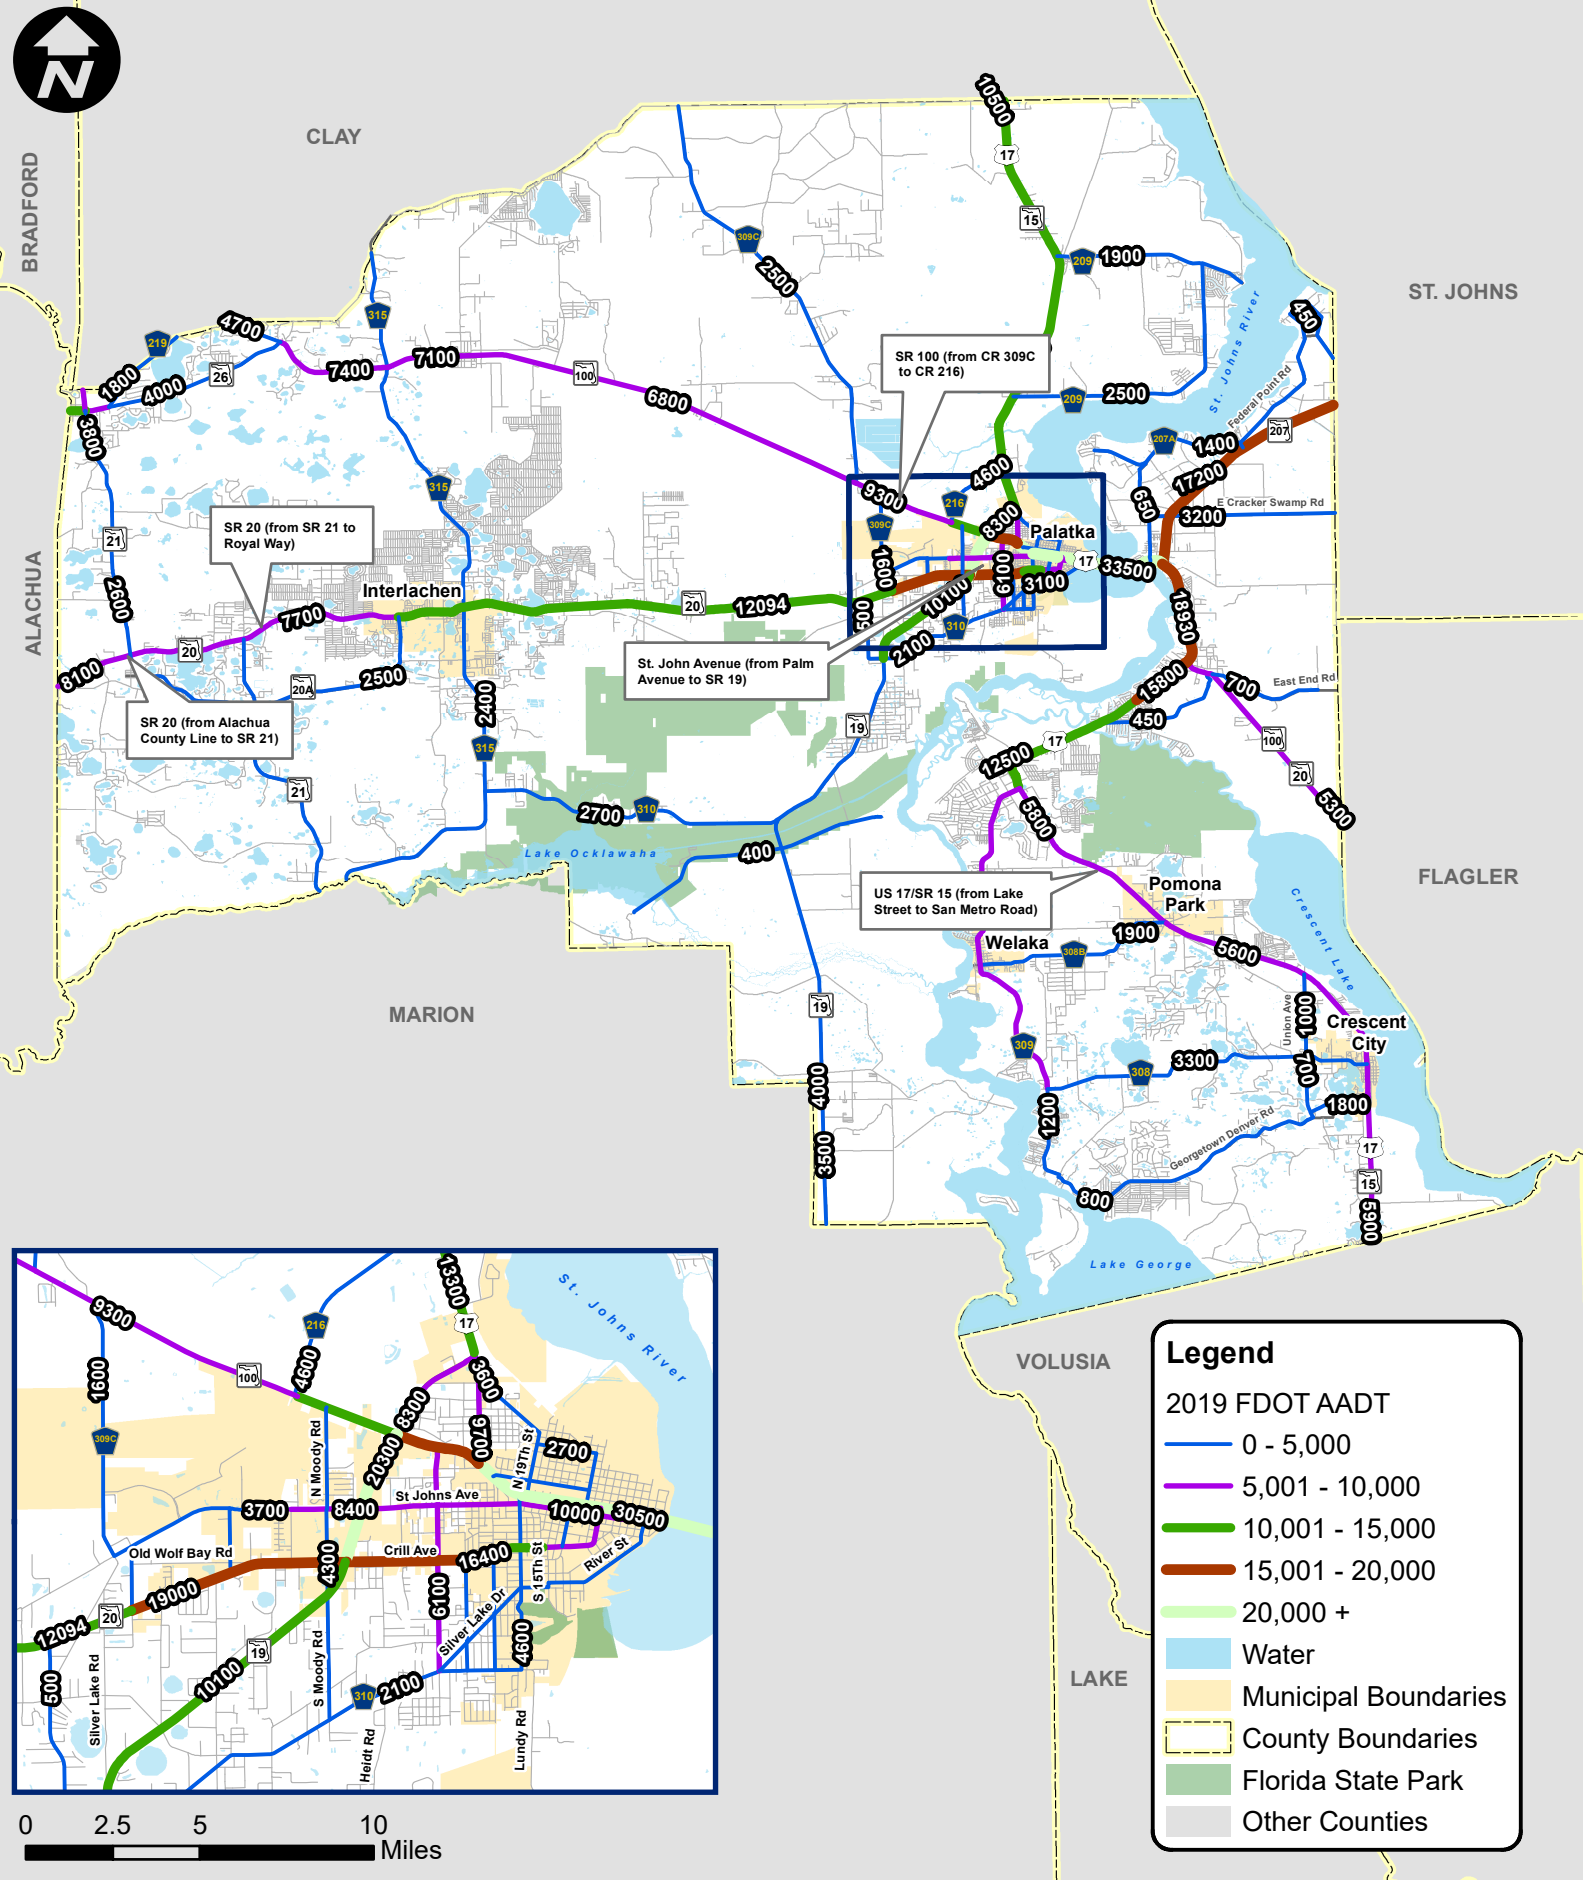 N
CLAY
BRADFORD
ALACHUA
ST. JOHNS
FLAGLER
MARION
VOLUSIA
LAKE
10500
17
15
209
1900
309C
2500
450
St. Johns River
Federal Point Rd
315
219
4700
1800
26
4000
7400
7100
100
6800
3800
SR 100 (from CR 309C
to CR 216)
209
2500
207A
1400
207
17200
650
E Cracker Swamp Rd
3200
315
21
SR 20 (from SR 21 to
Royal Way)
2600
Interlachen
7700
20
8100
20
12094
9300
216
4600
309C
8300
Palatka
17
33500
1600
6100
3100
10100
500
310
2100
18930
St. John Avenue (from Palm
Avenue to SR 19)
SR 20 (from Alachua
County Line to SR 21)
20A
2500
2400
315
21
19
15800
450
700
East End Rd
100
20
5300
17
12500
5800
2700
310
Lake Ocklawaha
400
US 17/SR 15 (from Lake
Street to San Metro Road)
Pomona
Park
Welaka
308B
1900
5600
Crescent Lake
19
Union Ave
1000
Crescent
City
309
308
3300
700
4000
1200
1800
3500
Georgetown Denver Rd
17
15
800
5900
Lake George
13300
17
St. Johns River
9300
216
1600
100
4600
3600
8300
309C
N Moody Rd
9700
20300
N 19Th St
2700
St Johns Ave
3700
8400
10000
30500
Old Wolf Bay Rd
Crill Ave
4300
16400
River St
S 15Th St
19000
6100
20
12094
Silver Lake Dr
19
4600
500
Silver Lake Rd
10100
S Moody Rd
310
2100
Heidt Rd
Lundy Rd
0 2.5 5 10
Miles
Legend
2019 FDOT AADT
0 - 5,000
5,001 - 10,000
10,001 - 15,000
15,001 - 20,000
20,000 +
Water
Municipal Boundaries
County Boundaries
Florida State Park
Other Counties